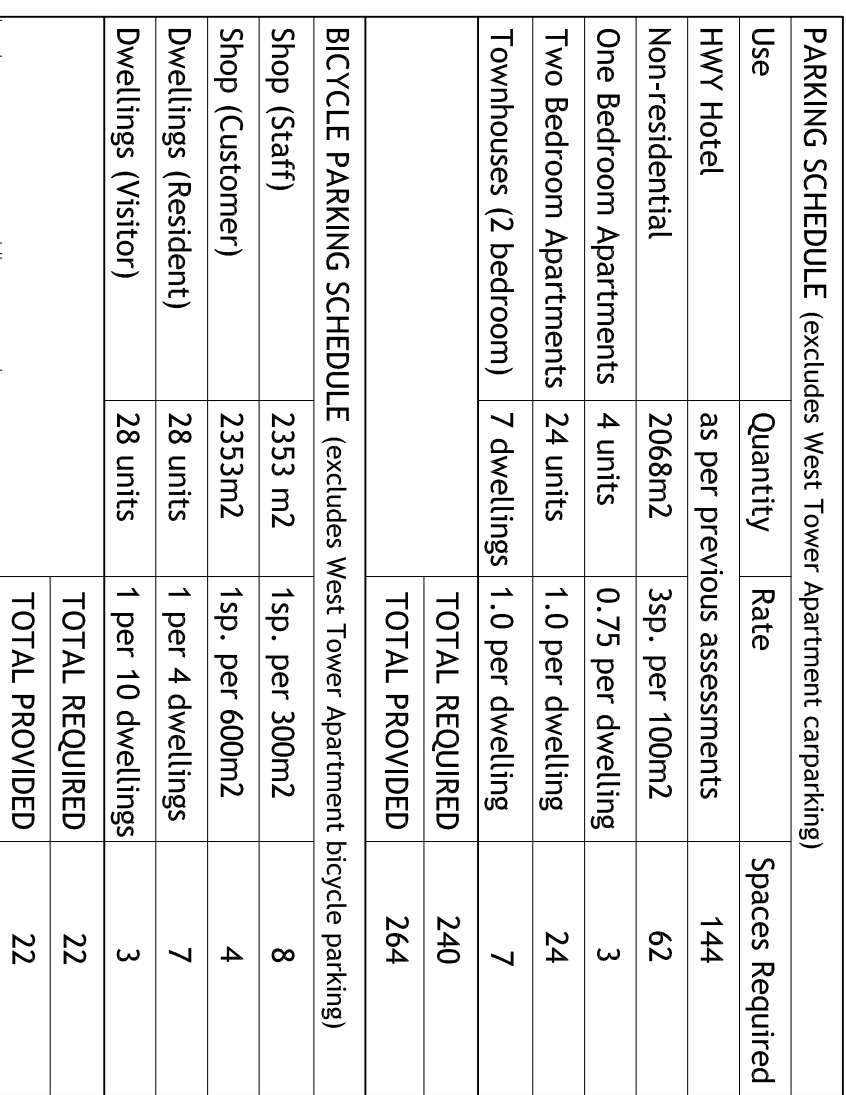 PARKING SCHEDULE (excludes West Tower Apartment carparking)
Use Quantity Rate Spaces Required
HWY Hotel as per previous assessments 144
Non-residential 2068m2 3sp. per 100m2 62
One Bedroom Apartments 4 units 0.75 per dwelling 3
Two Bedroom Apartments 24 units 1.0 per dwelling 24
Townhouses (2 bedroom) 7 dwellings 1.0 per dwelling 7
TOTAL REQUIRED 240
TOTAL PROVIDED 264
BICYCLE PARKING SCHEDULE (excludes West Tower Apartment bicycle parking)
Shop (Staff) 2353 m2 1sp. per 300m2 8
Shop (Customer) 2353m2 1sp. per 600m2 4
Dwellings (Resident) 28 units 1 per 4 dwellings 7
Dwellings (Visitor) 28 units 1 per 10 dwellings 3
TOTAL REQUIRED 22
TOTAL PROVIDED 22